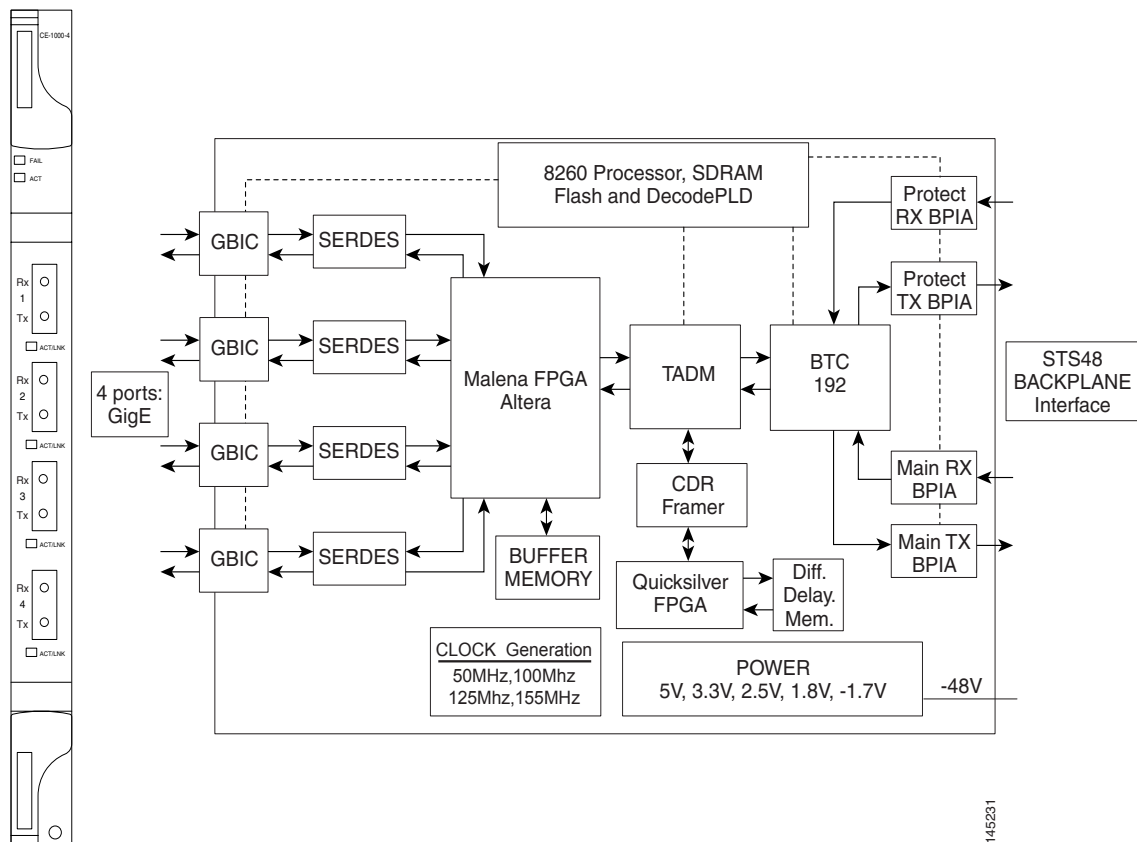 CE-1000-4
FAIL
ACT
Rx
1
Tx
ACT/LNK
Rx
2
Tx
ACT/LNK
Rx
3
Tx
ACT/LNK
Rx
4
Tx
ACT/LNK
4 ports:
GigE
8260 Processor, SDRAM
Flash and DecodePLD
GBIC
SERDES
GBIC
SERDES
GBIC
SERDES
GBIC
SERDES
Malena FPGA
Altera
BUFFER
MEMORY
TADM
CDR
Framer
Quicksilver
FPGA
Diff.
Delay.
Mem.
BTC
192
Protect
RX BPIA
Protect
TX BPIA
Main RX
BPIA
Main TX
BPIA
STS48
BACKPLANE
Interface
CLOCK Generation
50MHz,100Mhz
125Mhz,155MHz
POWER
5V, 3.3V, 2.5V, 1.8V, -1.7V
-48V
145231